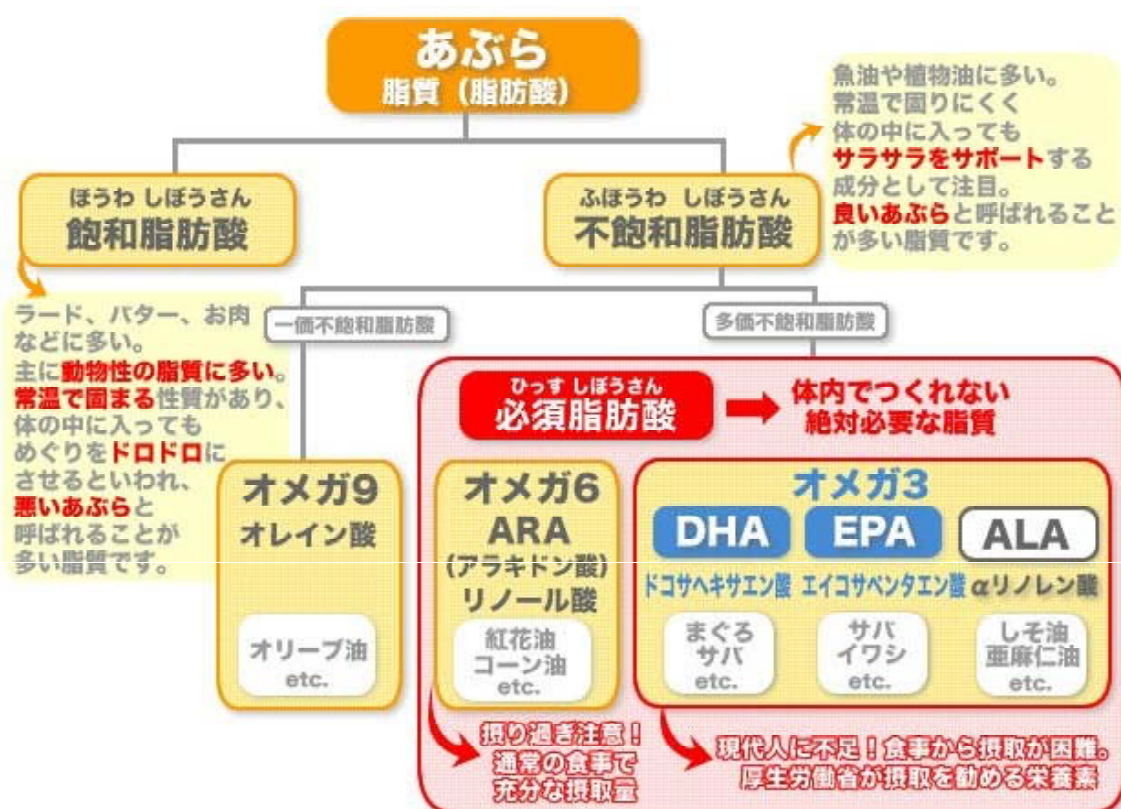 あぶら
脂質（脂肪酸）
魚油や植物油に多い。
常温で固りにくく
体の中に入っても
サラサラをサポートする
成分として注目。
良いあぶらと呼ばれること
が多い脂質です。
ほうわ しぼうさん
飽和脂肪酸
ふほうわ しぼうさん
不飽和脂肪酸
ラード、バター、お肉
などに多い。
主に動物性の脂質に多い。
常温で固まる性質があり、
体の中に入っても
めぐりをドロドロに
させるといわれ、
悪いあぶらと
呼ばれることが
多い脂質です。
一価不飽和脂肪酸
多価不飽和脂肪酸
ひっす しぼうさん
必須脂肪酸
体内でつくれない
絶対必要な脂質
オメガ9
オレイン酸
オリーブ油
etc.
オメガ6
ARA
(アラキドン酸)
リノール酸
紅花油
コーン油
etc.
オメガ3
DHA
ドコサヘキサエン酸
まぐろ
サバ
etc.
EPA
エイコサペンタエン酸
サバ
イワシ
etc.
ALA
αリノレン酸
しそ油
亜麻仁油
etc.
摂り過ぎ注意！
通常の食事で
充分な摂取量
現代人に不足！食事から摂取が困難。
厚生労働省が摂取を勧める栄養素